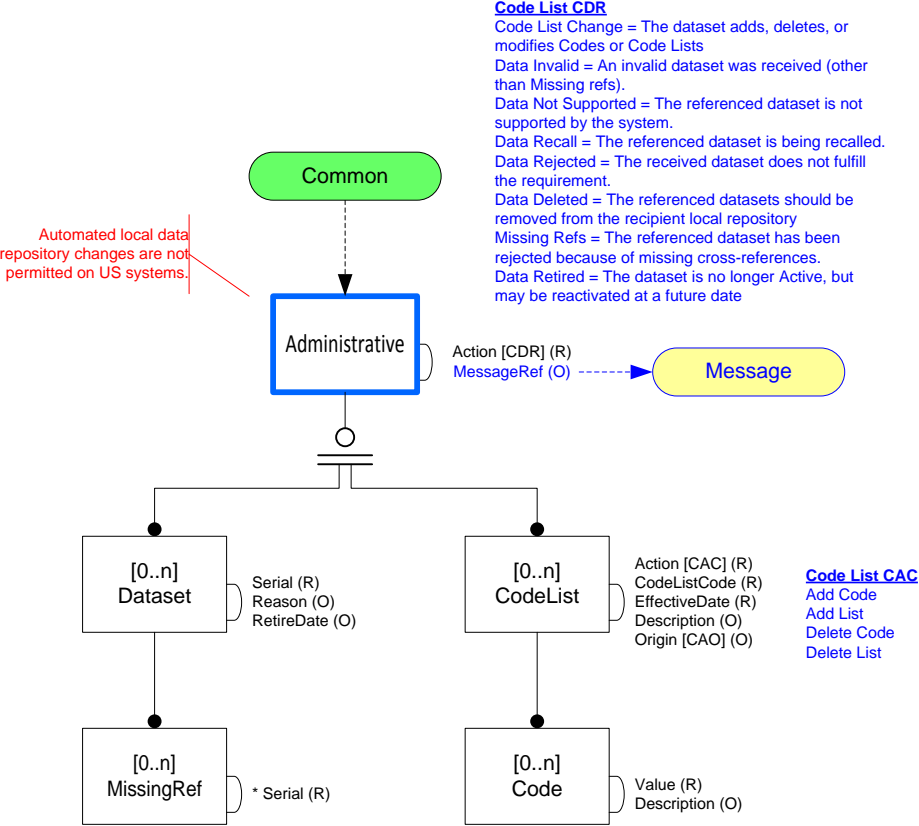 Code List CDR
Code List Change = The dataset adds, deletes, or
modifies Codes or Code Lists
Data Invalid = An invalid dataset was received (other
than Missing refs).
Data Not Supported = The referenced dataset is not
supported by the system.
Data Recall = The referenced dataset is being recalled.
Data Rejected = The received dataset does not fulfill
the requirement.
Data Deleted = The referenced datasets should be
removed from the recipient local repository
Missing Refs = The referenced dataset has been
rejected because of missing cross-references.
Data Retired = The dataset is no longer Active, but
may be reactivated at a future date
Common
Automated local data
repository changes are not
permitted on US systems.
Administrative
Action [CDR] (R)
MessageRef (O)
Message
[0..n]
Dataset
Serial (R)
Reason (O)
RetireDate (O)
[0..n]
CodeList
Action [CAC] (R)
CodeListCode (R)
EffectiveDate (R)
Description (O)
Origin [CAO] (O)
Code List CAC
Add Code
Add List
Delete Code
Delete List
[0..n]
MissingRef
* Serial (R)
[0..n]
Code
Value (R)
Description (O)